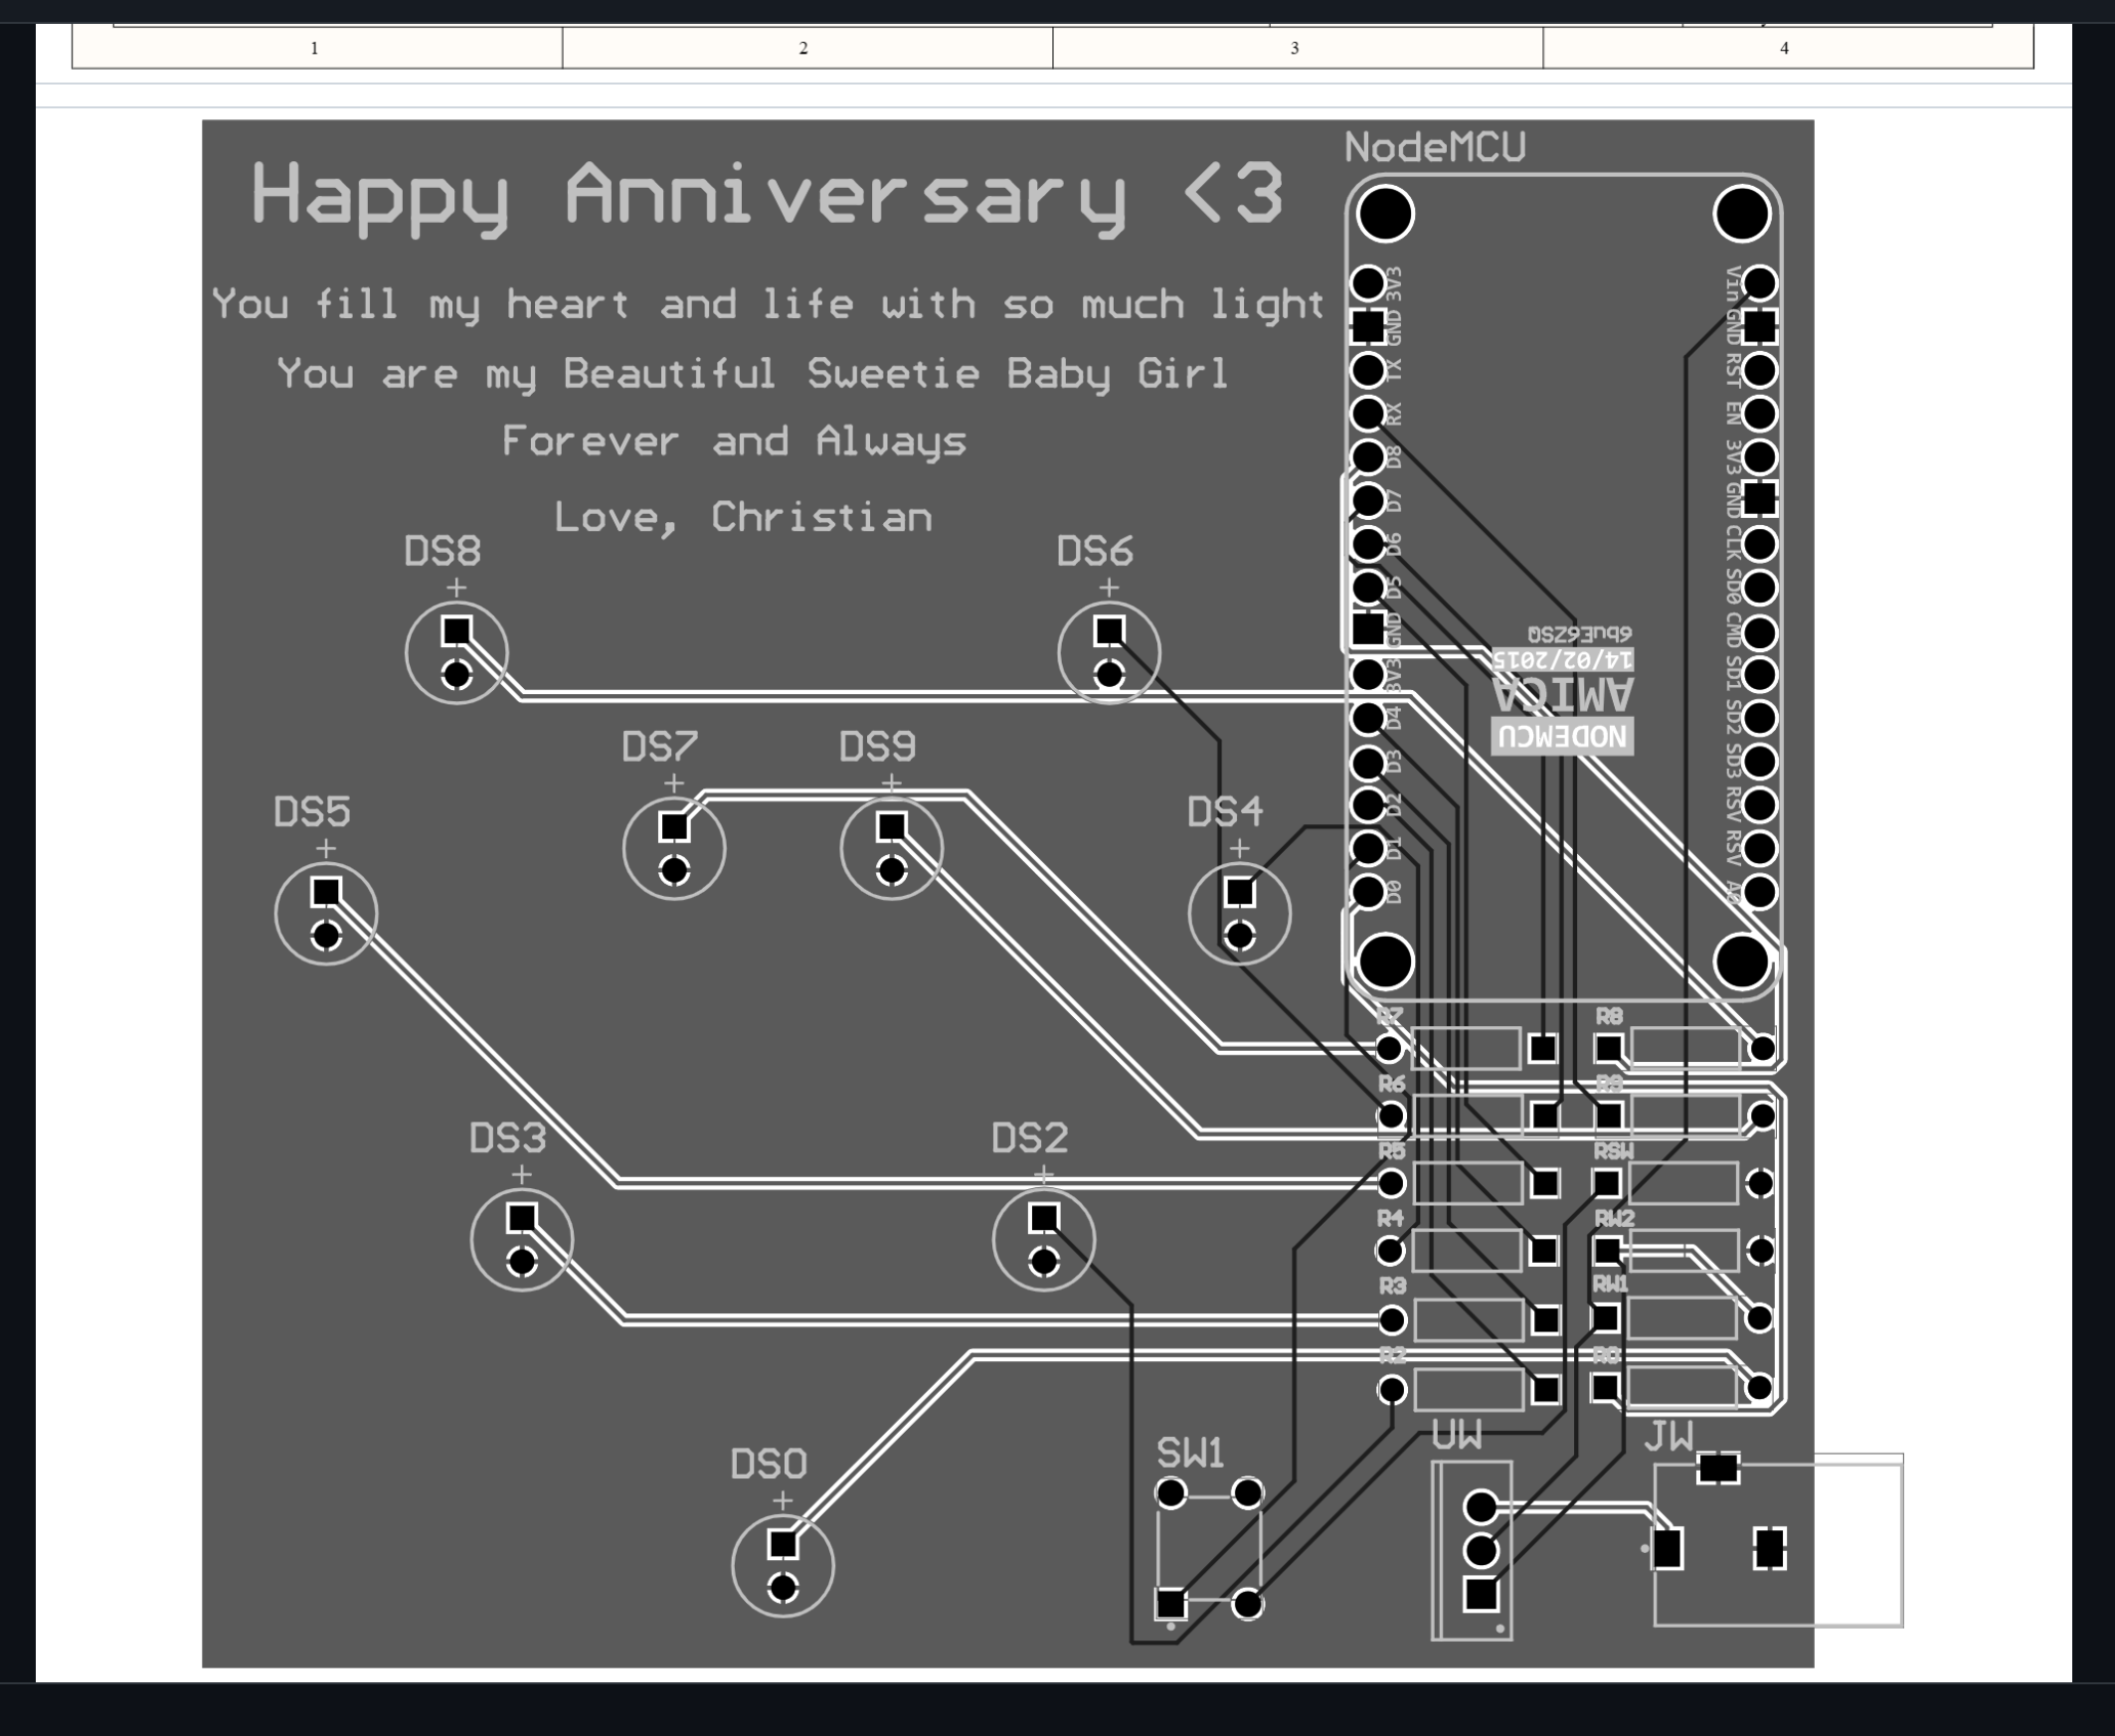 1 2 3 4
NodeMCU
Happy Anniversary <3
You fill my heart and life with so much light
You are my Beautiful Sweetie Baby Girl
Forever and Always
Love, Christian
3V3
GND
TX
RX
D8
D7
D6
D5
GND
3V3
D4
D3
D2
D1
D0
Vin
GND
RST
EN
3V3
GND
CLK
SD0
CMD
SD1
SD2
SD3
RSV
RSV
A0
14/02/2015
AMICA
NODEMCU
DS8
+
DS6
+
DS7
+
DS9
+
DS5
+
DS4
+
DS3
+
DS2
+
DS0
+
R7
R8
R6
R9
R5
RSW
R4
RW2
R3
RW1
R2
R0
SW1
UW
JW